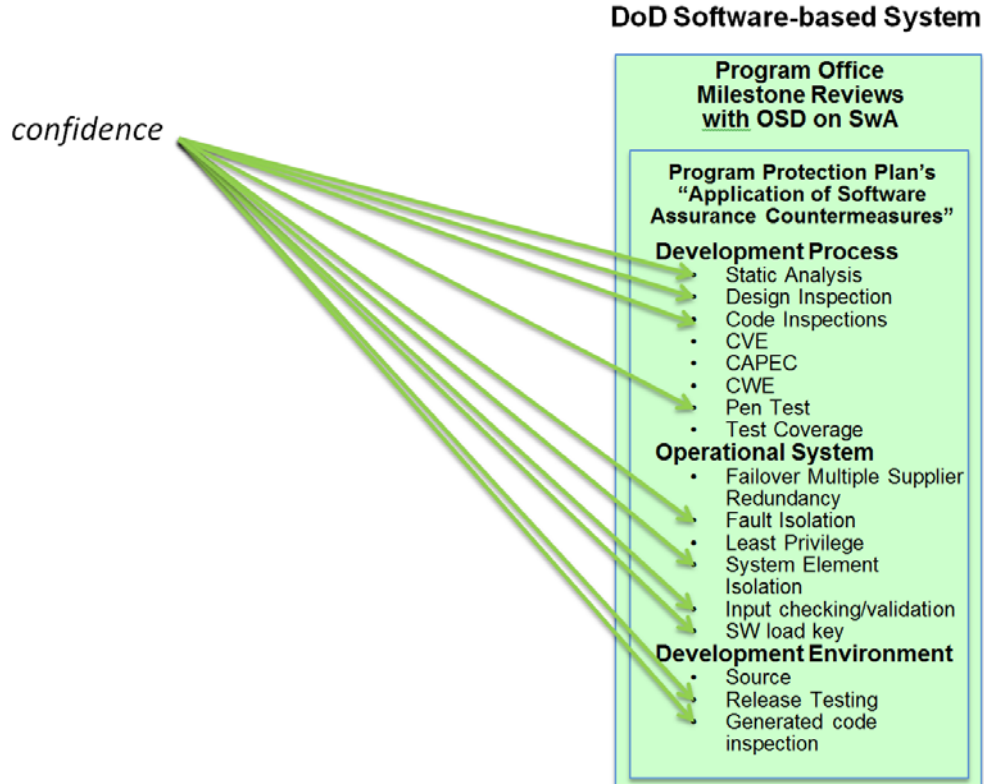 DoD Software-based System
Program Office
Milestone Reviews
with OSD on SwA
confidence
Program Protection Plan's
“Application of Software
Assurance Countermeasures”
Development Process
• Static Analysis
• Design Inspection
• Code Inspections
• CVE
• CAPEC
• CWE
• Pen Test
• Test Coverage
Operational System
• Failover Multiple Supplier
Redundancy
• Fault Isolation
• Least Privilege
• System Element
Isolation
• Input checking/validation
• SW load key
Development Environment
• Source
• Release Testing
• Generated code
inspection